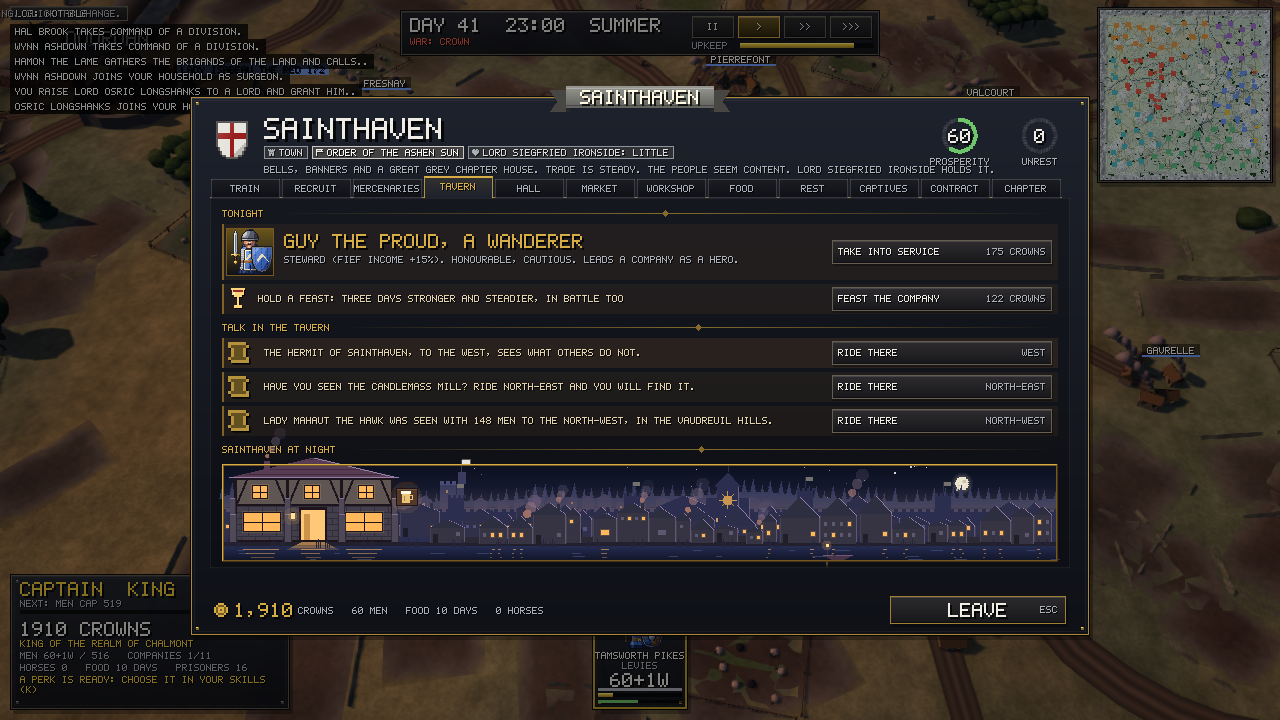 HAL BROOK TAKES COMMAND OF A DIVISION.
WYNN ASHDOWN TAKES COMMAND OF A DIVISION.
HAMON THE LAME GATHERS THE BRIGANDS OF THE LAND AND CALLS..
WYNN ASHDOWN JOINS YOUR HOUSEHOLD AS SURGEON.
YOU RAISE LORD OSRIC LONGSHANKS TO A LORD AND GRANT HIM..
OSRIC LONGSHANKS JOINS YOUR H
DAY 41 23:00 SUMMER
WAR: CROWN
II > >> >>>
UPKEEP
PIERREFONT
FRESNAY
VALCOURT
GAVRELLE
SAINTHAVEN
SAINTHAVEN
TOWN ORDER OF THE ASHEN SUN LORD SIEGFRIED IRONSIDE: LITTLE
60 PROSPERITY
0 UNREST
BELLS, BANNERS AND A GREAT GREY CHAPTER HOUSE. TRADE IS STEADY. THE PEOPLE SEEM CONTENT. LORD SIEGFRIED IRONSIDE HOLDS IT.
TRAIN RECRUIT MERCENARIES TAVERN HALL MARKET WORKSHOP FOOD REST CAPTIVES CONTRACT CHAPTER
TONIGHT
GUY THE PROUD, A WANDERER
STEWARD (FIEF INCOME +15%). HONOURABLE, CAUTIOUS. LEADS A COMPANY AS A HERO.
TAKE INTO SERVICE 175 CROWNS
HOLD A FEAST: THREE DAYS STRONGER AND STEADIER, IN BATTLE TOO
FEAST THE COMPANY 122 CROWNS
TALK IN THE TAVERN
THE HERMIT OF SAINTHAVEN, TO THE WEST, SEES WHAT OTHERS DO NOT.
RIDE THERE WEST
HAVE YOU SEEN THE CANDLEMASS MILL? RIDE NORTH-EAST AND YOU WILL FIND IT.
RIDE THERE NORTH-EAST
LADY MAHAUT THE HAWK WAS SEEN WITH 148 MEN TO THE NORTH-WEST, IN THE VAUDREUIL HILLS.
RIDE THERE NORTH-WEST
SAINTHAVEN AT NIGHT
1,910 CROWNS 60 MEN FOOD 10 DAYS 0 HORSES
LEAVE ESC
CAPTAIN KING
NEXT: MEN CAP 519
1910 CROWNS
KING OF THE REALM OF CHALMONT
MEN 60+1W / 516 COMPANIES 1/11
HORSES 0 FOOD 10 DAYS PRISONERS 16
A PERK IS READY: CHOOSE IT IN YOUR SKILLS
(K)
TAMSWORTH PIKES
LEVIES
60+1W